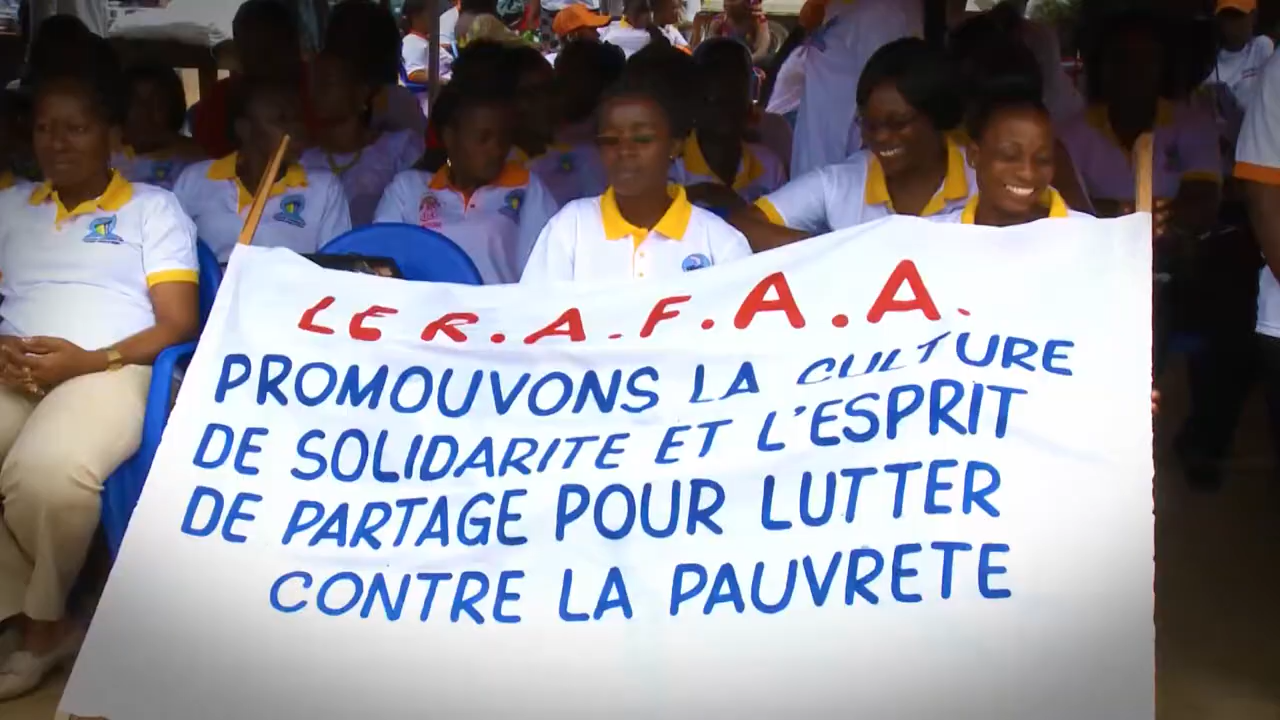 LE R.A.F.A.A.
PROMOUVONS LA CULTURE
DE SOLIDARITE ET L'ESPRIT
DE PARTAGE POUR LUTTER
CONTRE LA PAUVRETE